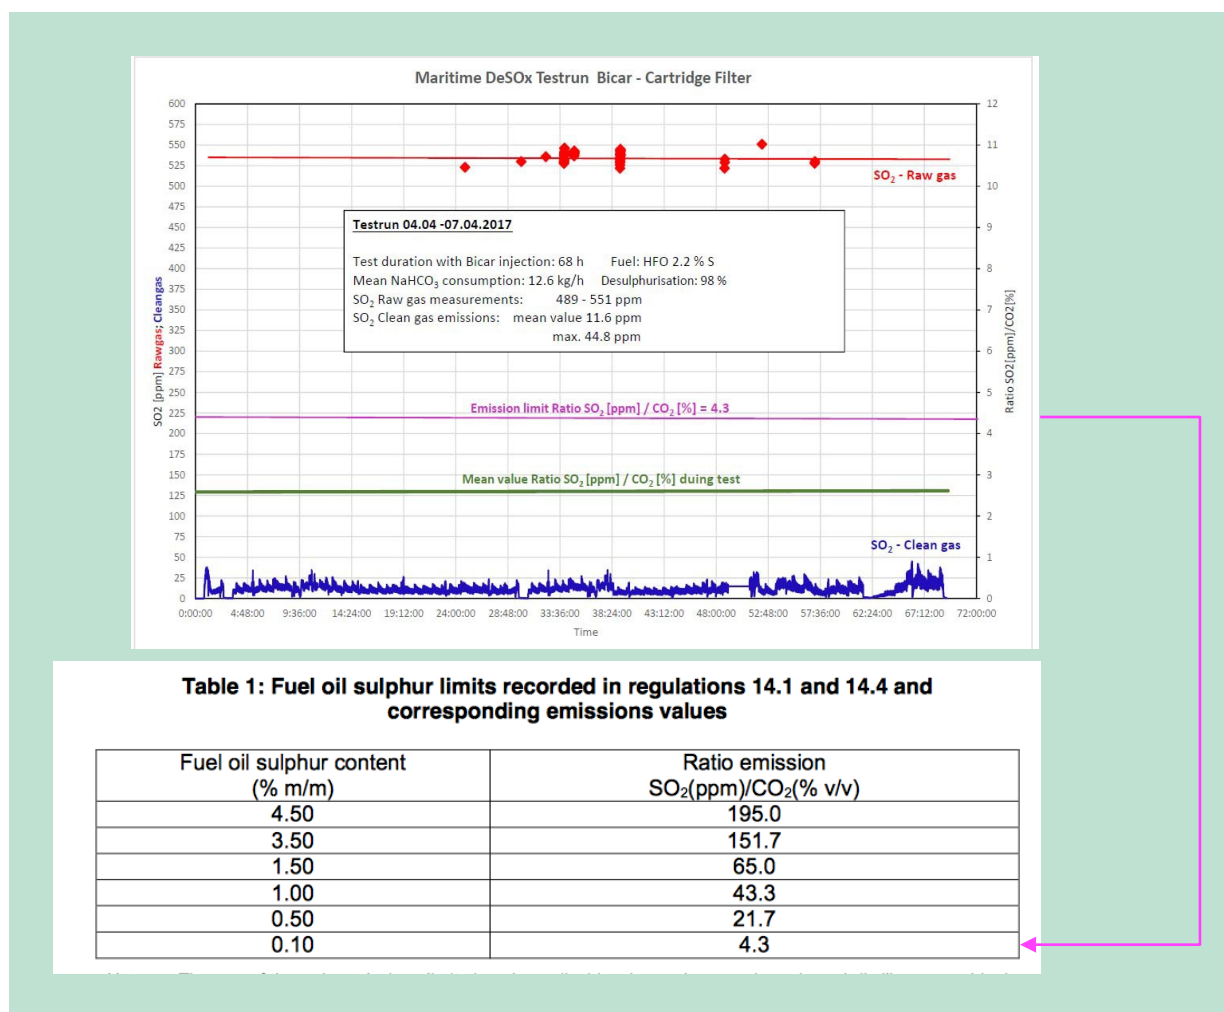 Maritime DeSOx Testrun Bicar - Cartridge Filter
600
575
550
525
500
475
450
425
400
375
350
325
300
275
250
225
200
175
150
125
100
75
50
25
0
SO2 [ppm] Rawgas; Cleangas
12
11
10
9
8
7
6
5
4
3
2
1
0
Ratio SO2[ppm]/CO2[%]
SO₂ - Raw gas
Testrun 04.04 -07.04.2017
Test duration with Bicar injection: 68 h Fuel: HFO 2.2 % S
Mean NaHCO₃ consumption: 12.6 kg/h Desulphurisation: 98 %
SO₂ Raw gas measurements: 489 - 551 ppm
SO₂ Clean gas emissions: mean value 11.6 ppm
max. 44.8 ppm
Emission limit Ratio SO₂ [ppm] / CO₂ [%] = 4.3
Mean value Ratio SO₂ [ppm] / CO₂ [%] duing test
SO₂ - Clean gas
0:00:00 4:48:00 9:36:00 14:24:00 19:12:00 24:00:00 28:48:00 33:36:00 38:24:00 43:12:00 48:00:00 52:48:00 57:36:00 62:24:00 67:12:00 72:00:00
Time
Table 1: Fuel oil sulphur limits recorded in regulations 14.1 and 14.4 and
corresponding emissions values
Fuel oil sulphur content
(% m/m)
Ratio emission
SO₂(ppm)/CO₂(% v/v)
4.50 195.0
3.50 151.7
1.50 65.0
1.00 43.3
0.50 21.7
0.10 4.3